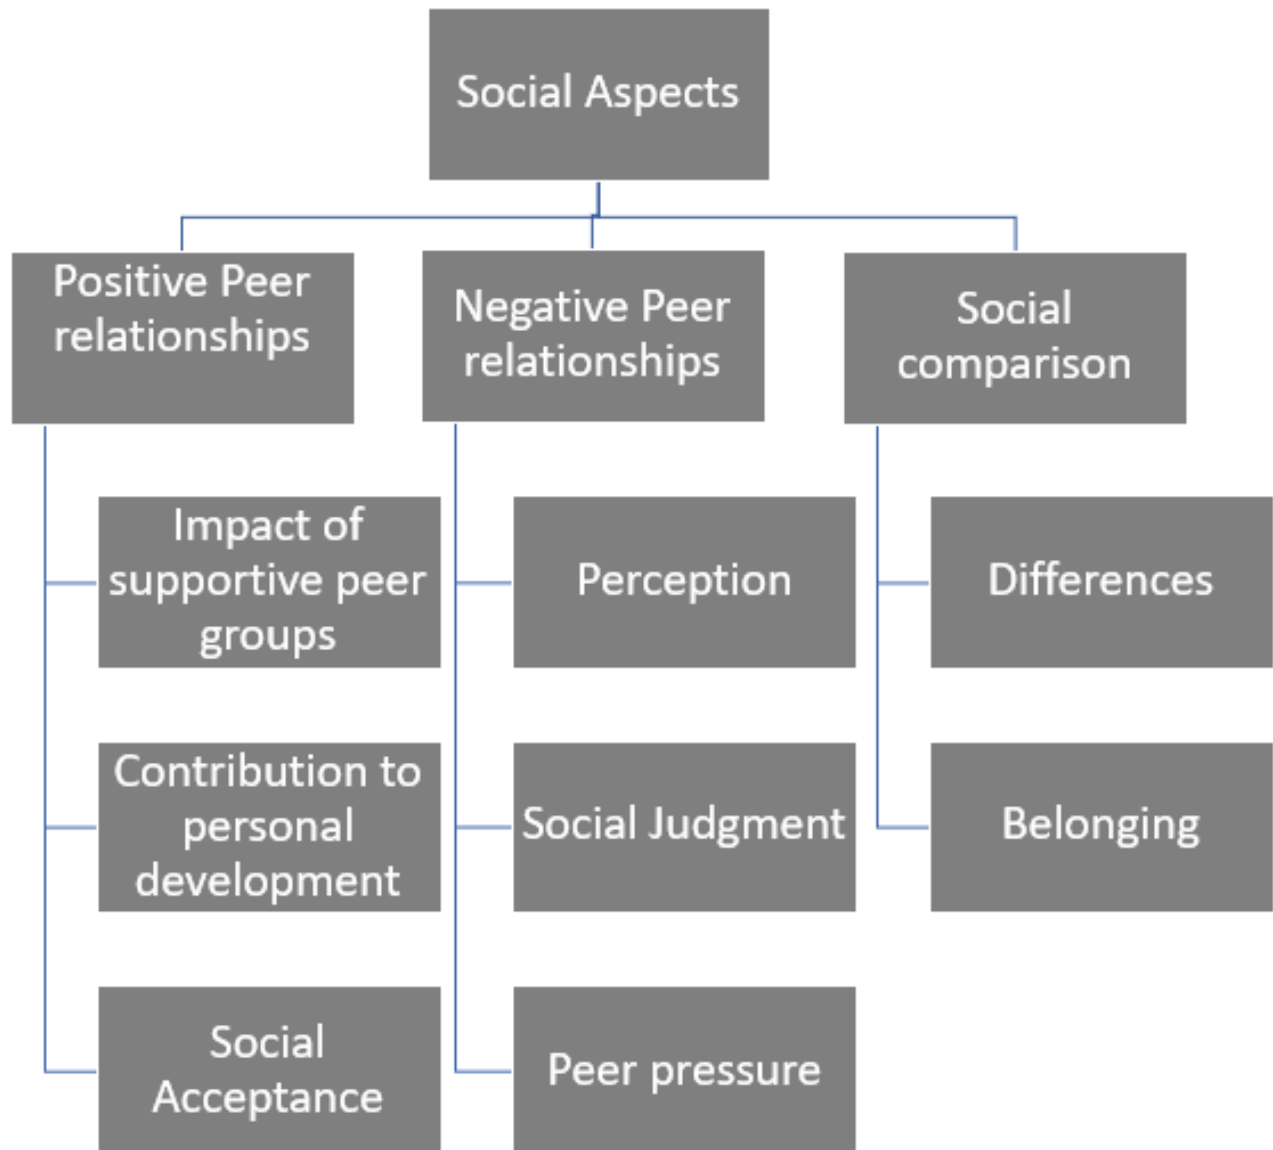 Social Aspects
Positive Peer
relationships
Negative Peer
relationships
Social
comparison
Impact of
supportive peer
groups
Perception
Differences
Contribution to
personal
development
Social Judgment
Belonging
Social
Acceptance
Peer pressure